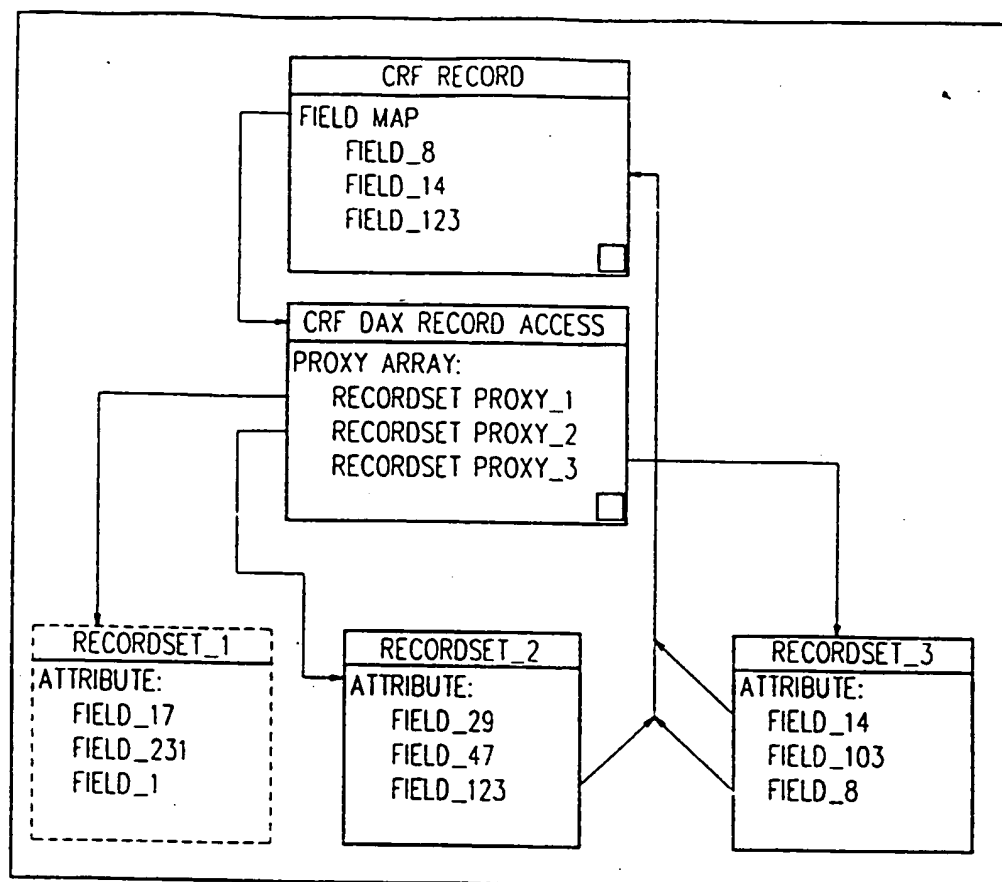 CRF RECORD
FIELD MAP
FIELD_8
FIELD_14
FIELD_123
CRF DAX RECORD ACCESS
PROXY ARRAY:
RECORDSET PROXY_1
RECORDSET PROXY_2
RECORDSET PROXY_3
RECORDSET_1
ATTRIBUTE:
FIELD_17
FIELD_231
FIELD_1
RECORDSET_2
ATTRIBUTE:
FIELD_29
FIELD_47
FIELD_123
RECORDSET_3
ATTRIBUTE:
FIELD_14
FIELD_103
FIELD_8